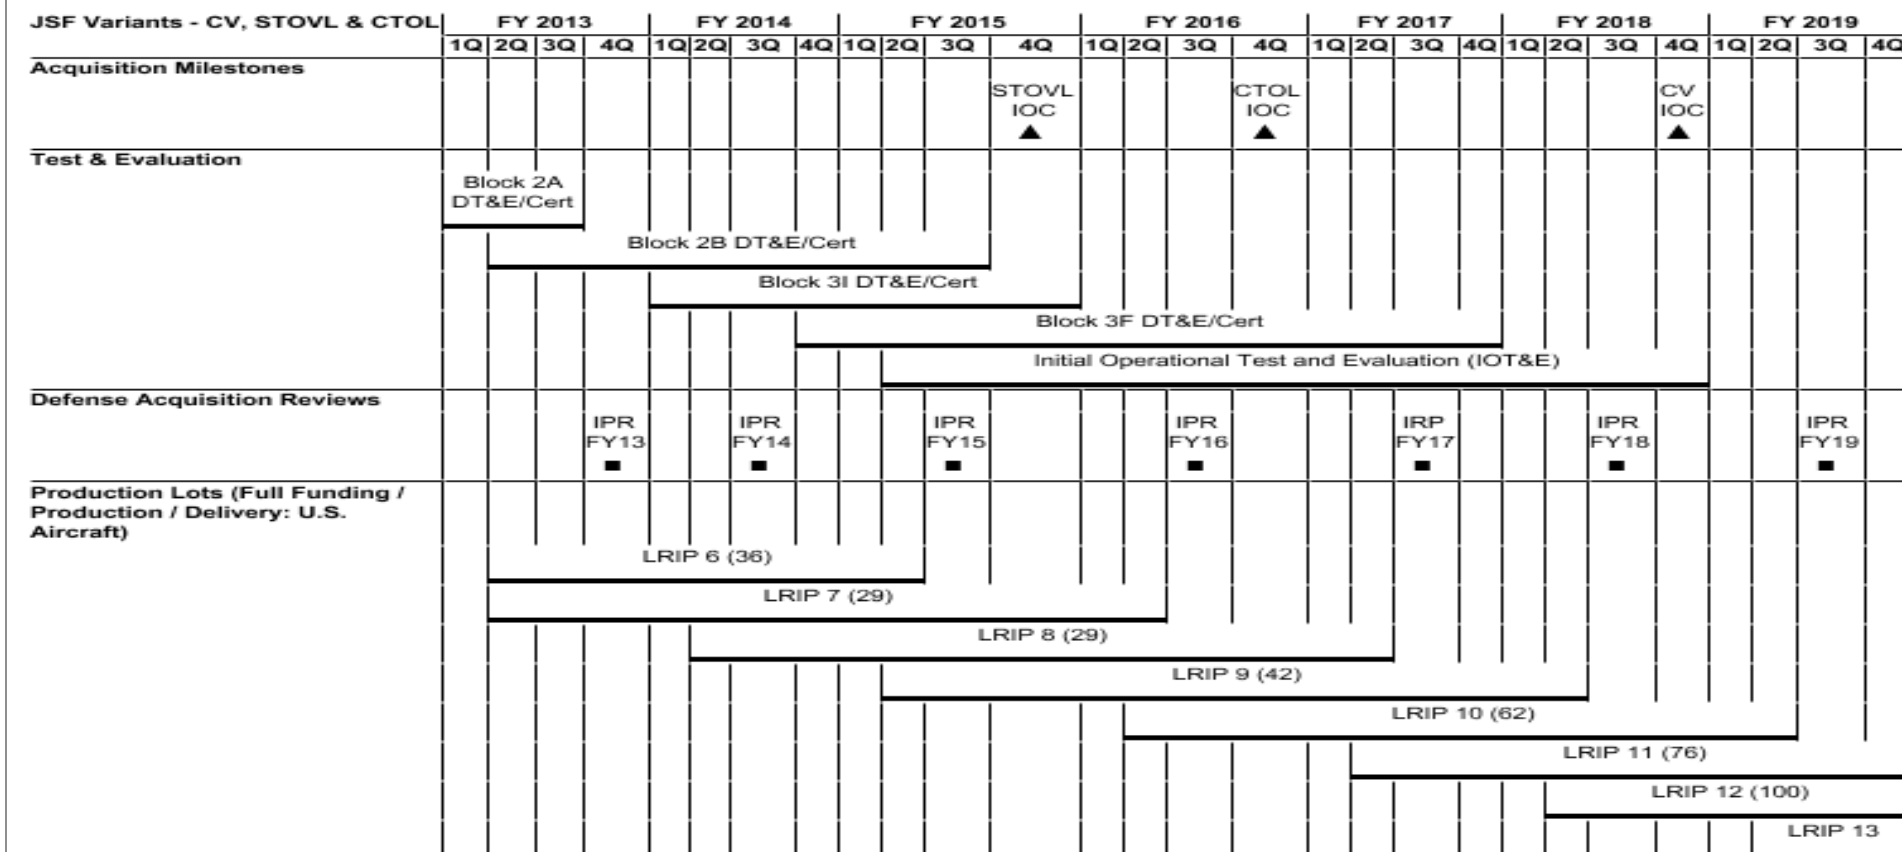 JSF Variants - CV, STOVL & CTOL FY 2013 FY 2014 FY 2015 FY 2016 FY 2017 FY 2018 FY 2019
1Q 2Q 3Q 4Q 1Q 2Q 3Q 4Q 1Q 2Q 3Q 4Q 1Q 2Q 3Q 4Q 1Q 2Q 3Q 4Q 1Q 2Q 3Q 4Q 1Q 2Q 3Q 4Q
Acquisition Milestones
STOVL CTOL CV
IOC IOC IOC
Test & Evaluation
Block 2A
DT&E/Cert
Block 2B DT&E/Cert
Block 3I DT&E/Cert
Block 3F DT&E/Cert
Initial Operational Test and Evaluation (IOT&E)
Defense Acquisition Reviews
IPR IPR IPR IPR IRP IPR IPR
FY13 FY14 FY15 FY16 FY17 FY18 FY19
Production Lots (Full Funding /
Production / Delivery: U.S.
Aircraft)
LRIP 6 (36)
LRIP 7 (29)
LRIP 8 (29)
LRIP 9 (42)
LRIP 10 (62)
LRIP 11 (76)
LRIP 12 (100)
LRIP 13